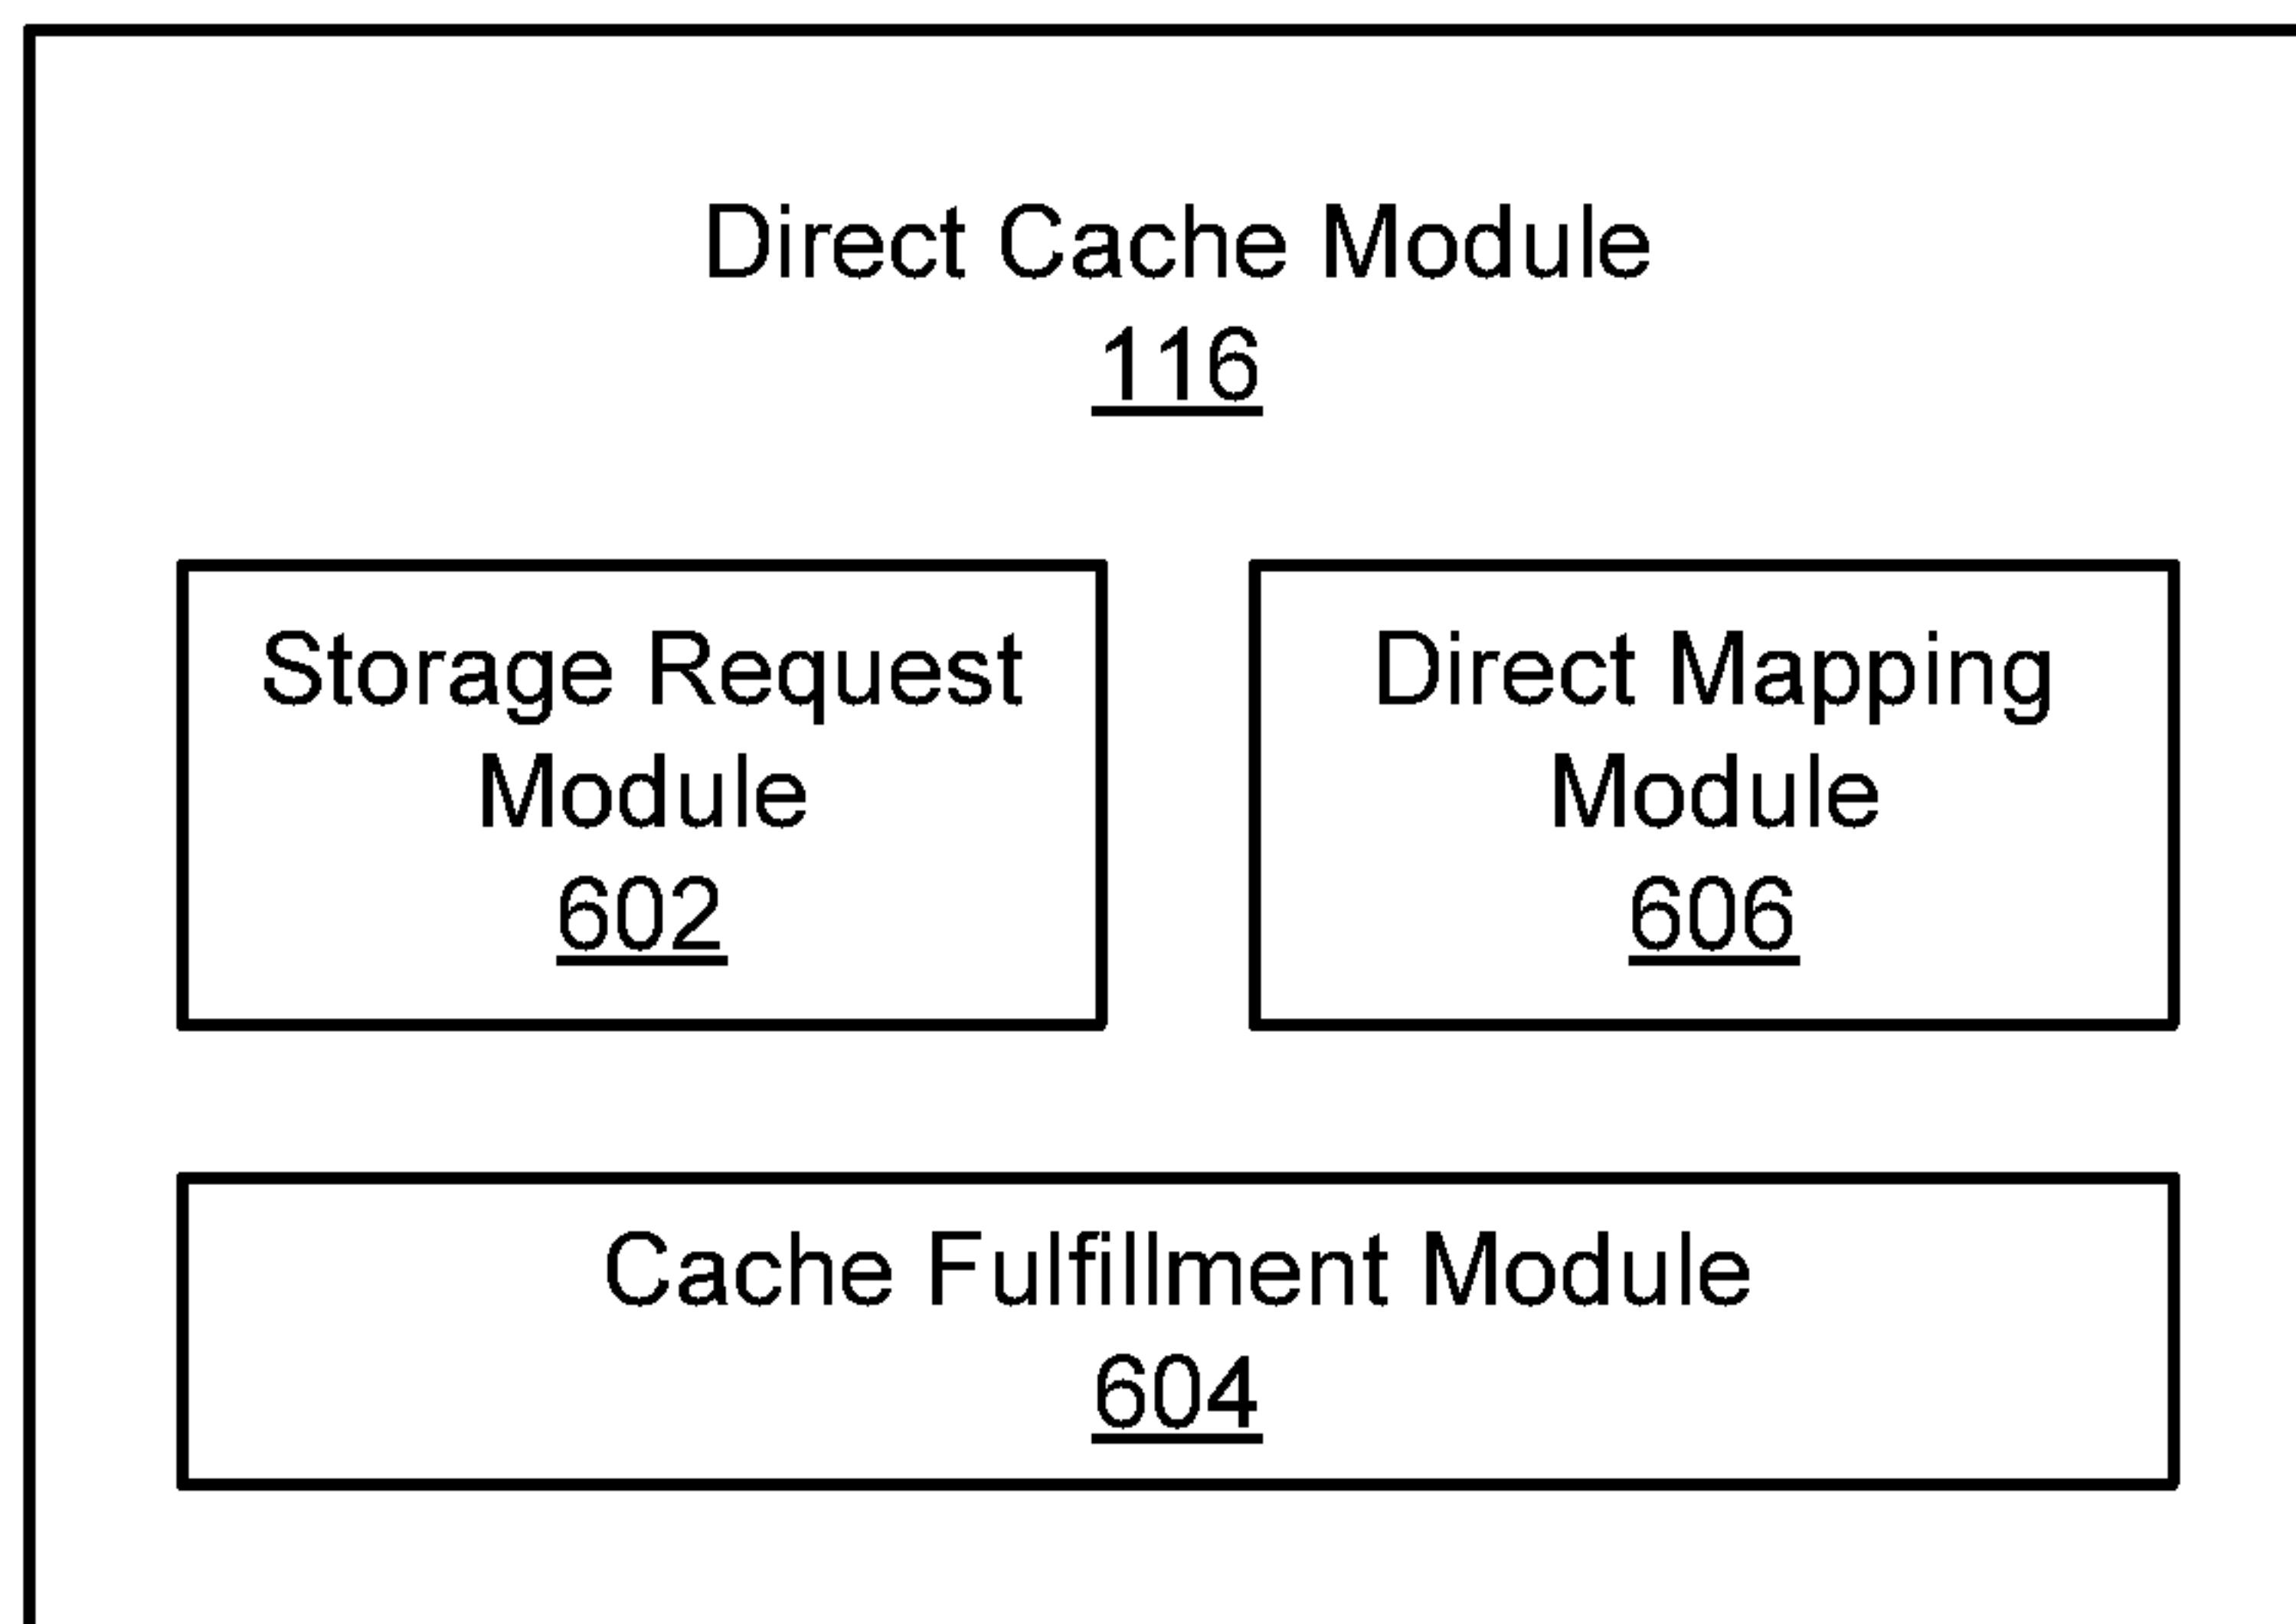 Direct Cache Module
116
Storage Request
Module
602
Direct Mapping
Module
606
Cache Fulfillment Module
604